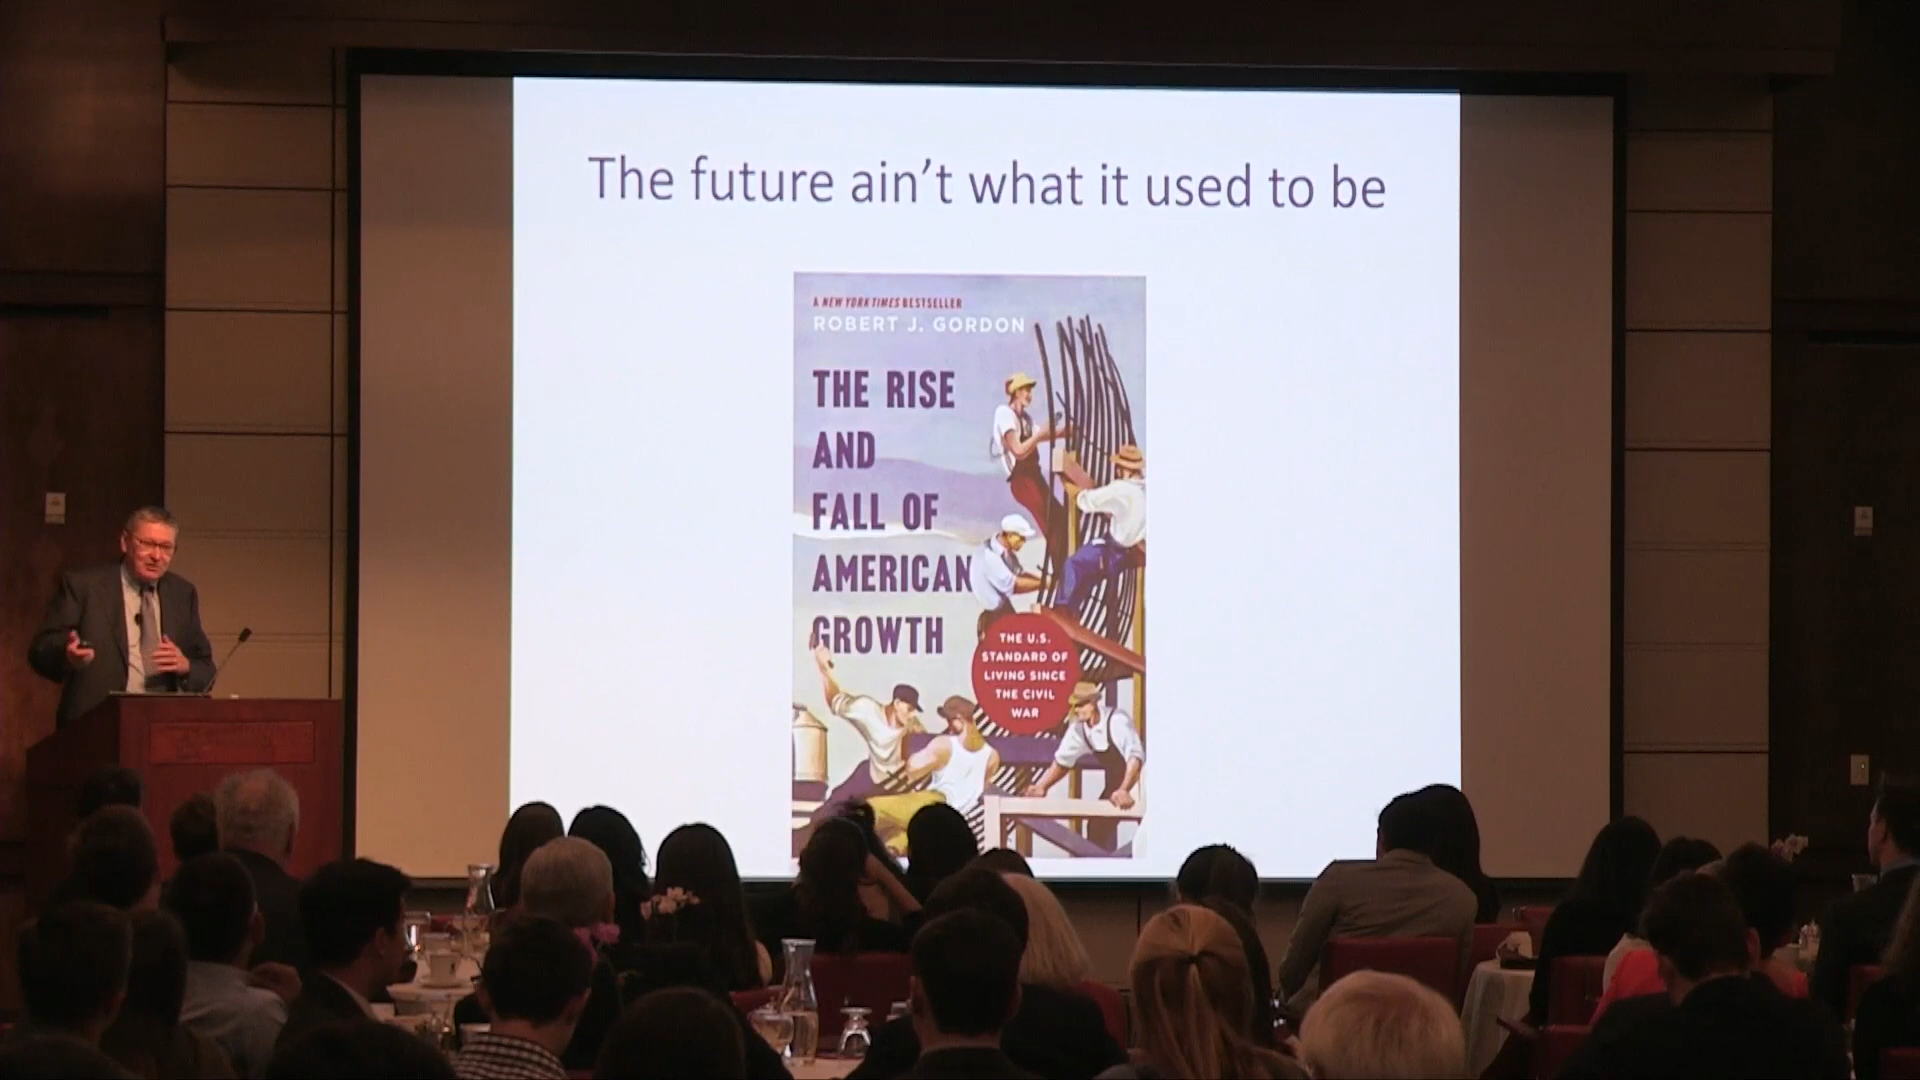 The future ain't what it used to be
A NEW YORK TIMES BESTSELLER
ROBERT J. GORDON
THE RISE
AND
FALL OF
AMERICAN
GROWTH
THE U.S.
STANDARD OF
LIVING SINCE
THE CIVIL
WAR